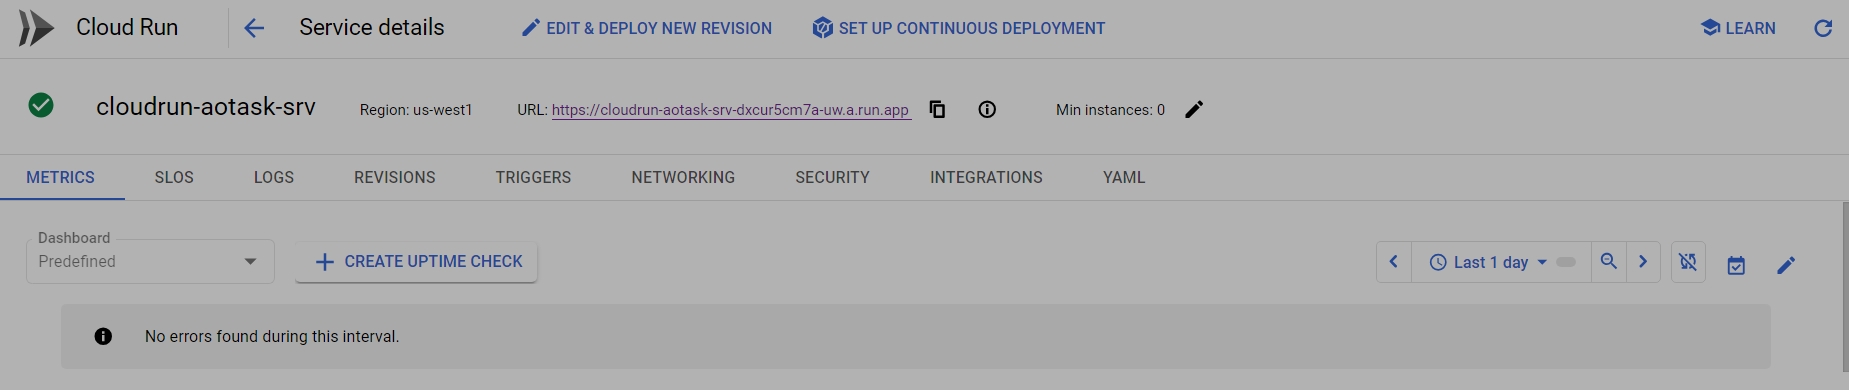 Cloud Run Service details EDIT & DEPLOY NEW REVISION SET UP CONTINUOUS DEPLOYMENT LEARN
cloudrun-aotask-srv Region: us-west1 URL: https://cloudrun-aotask-srv-dxcur5cm7a-uw.a.run.app Min instances: 0
METRICS SLOS LOGS REVISIONS TRIGGERS NETWORKING SECURITY INTEGRATIONS YAML
Dashboard
Predefined CREATE UPTIME CHECK Last 1 day
No errors found during this interval.